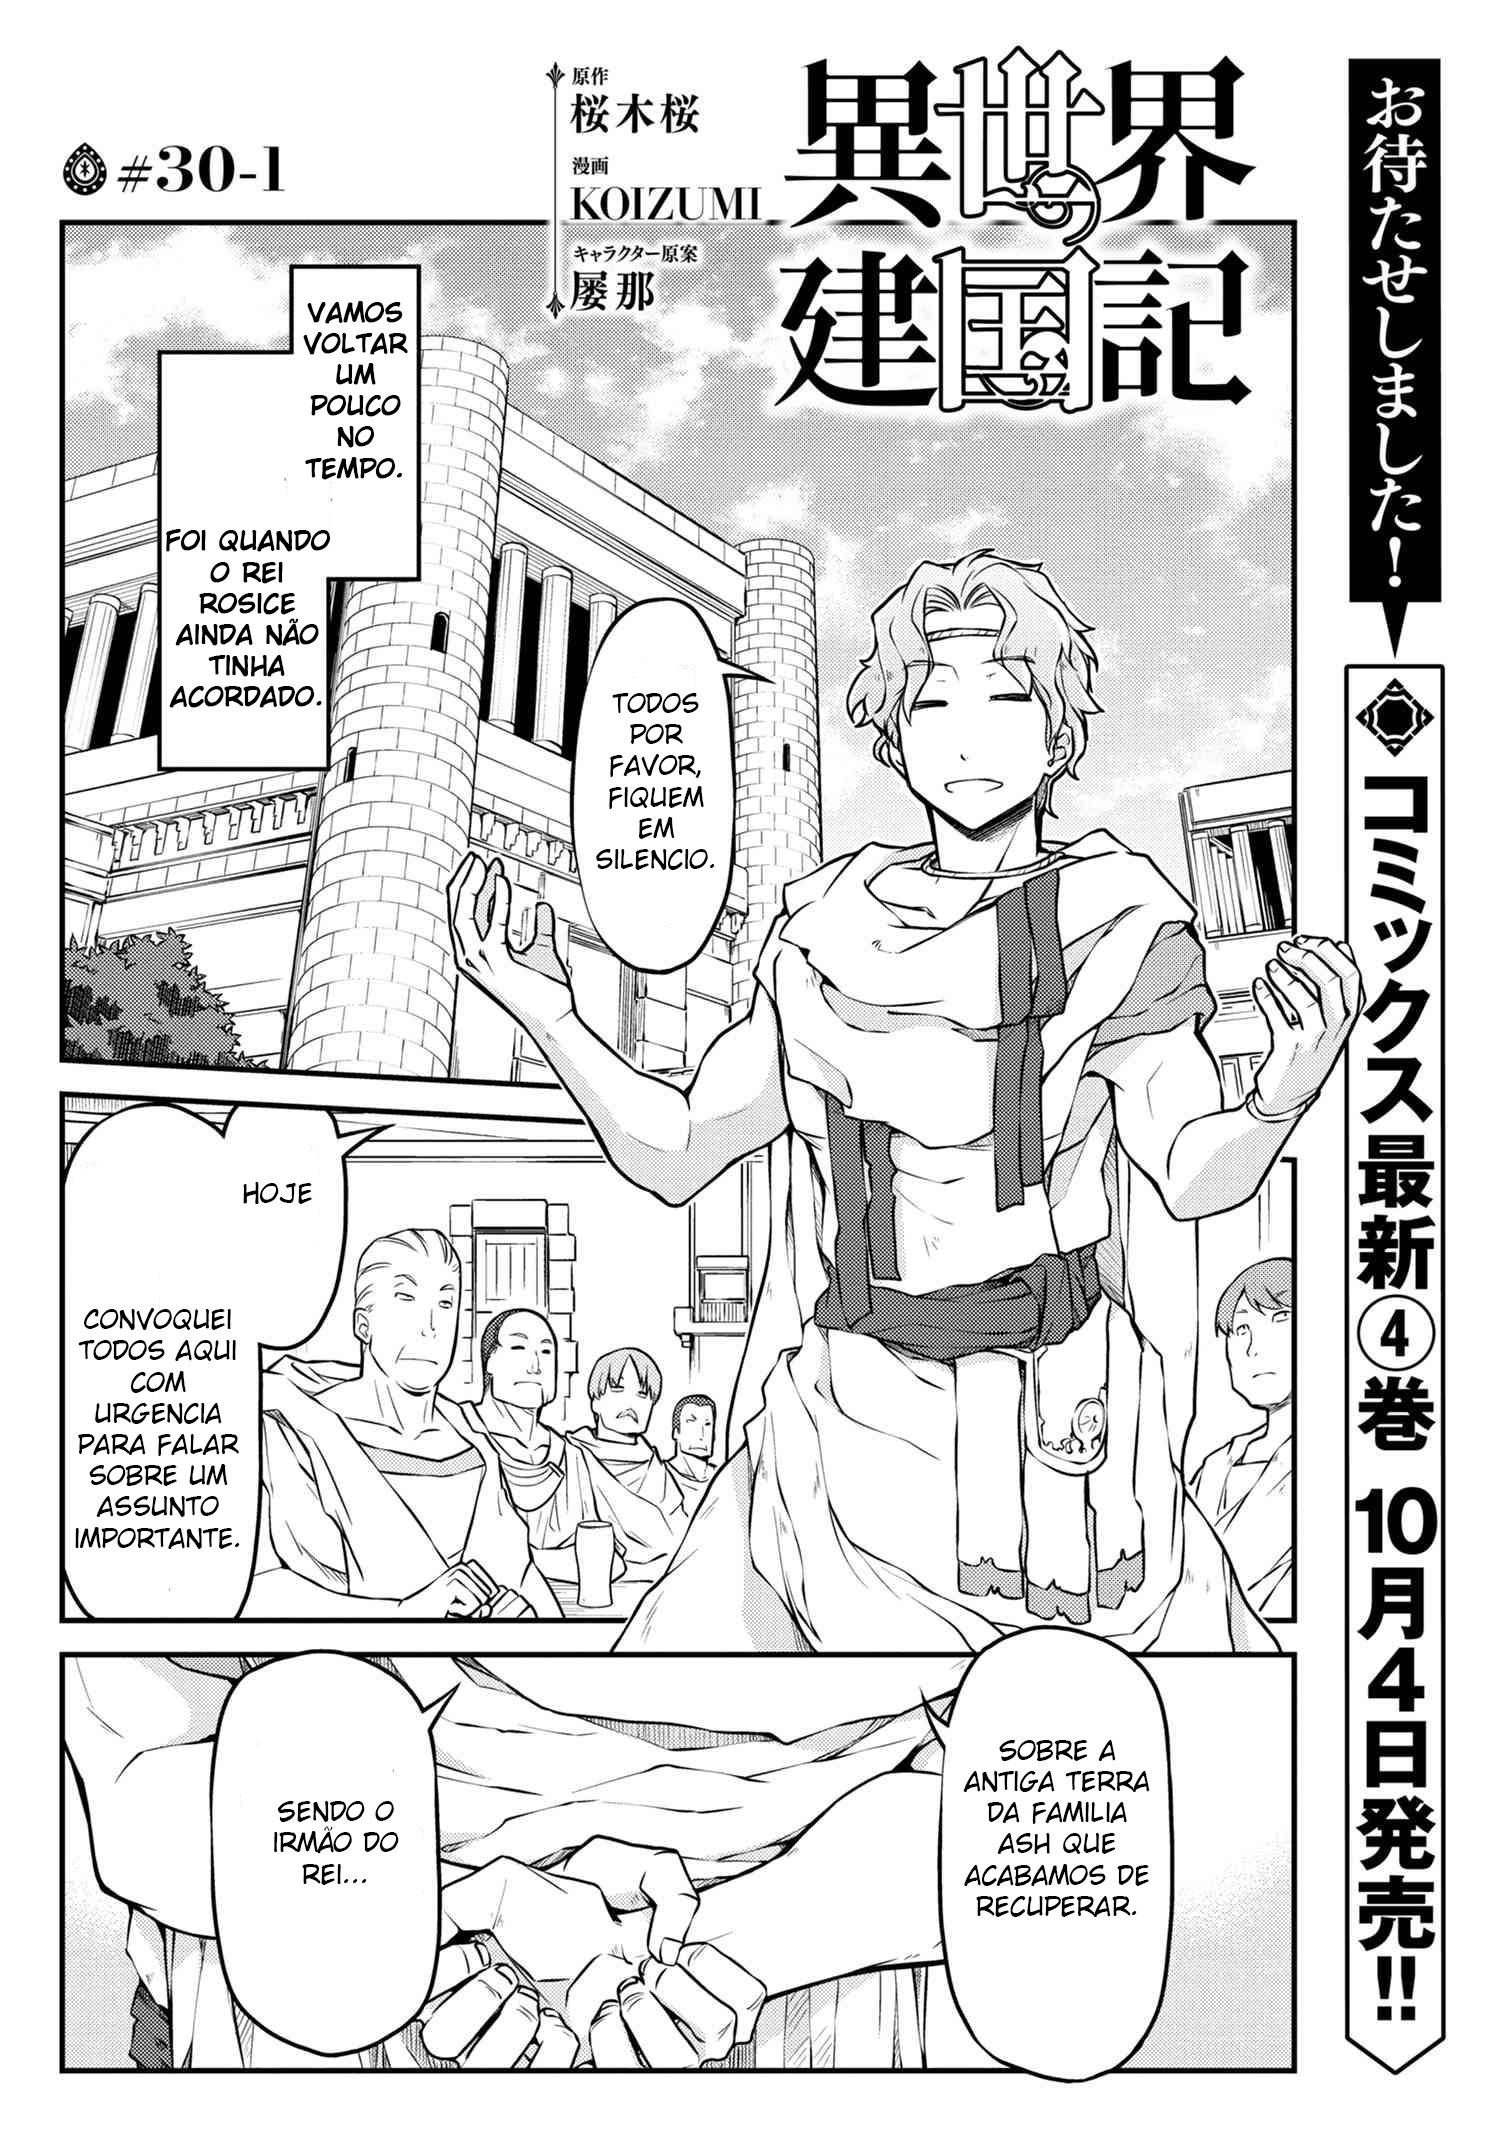 お待たせしました！
コミックス最新④巻 10月4日発売!!
異世界
の
建国記
原作
桜木桜
漫画
KOIZUMI
キャラクター原案
屡那
#30-1
VAMOS
VOLTAR
UM
POUCO
NO
TEMPO.
FOI QUANDO
O REI
ROSICE
AINDA NÃO
TINHA
ACORDADO.
TODOS
POR
FAVOR,
FIQUEM
EM
SILENCIO.
HOJE
CONVOQUEI
TODOS AQUI
COM
URGENCIA
PARA FALAR
SOBRE UM
ASSUNTO
IMPORTANTE.
SOBRE A
ANTIGA TERRA
DA FAMILIA
ASH QUE
ACABAMOS DE
RECUPERAR.
SENDO O
IRMÃO DO
REI...